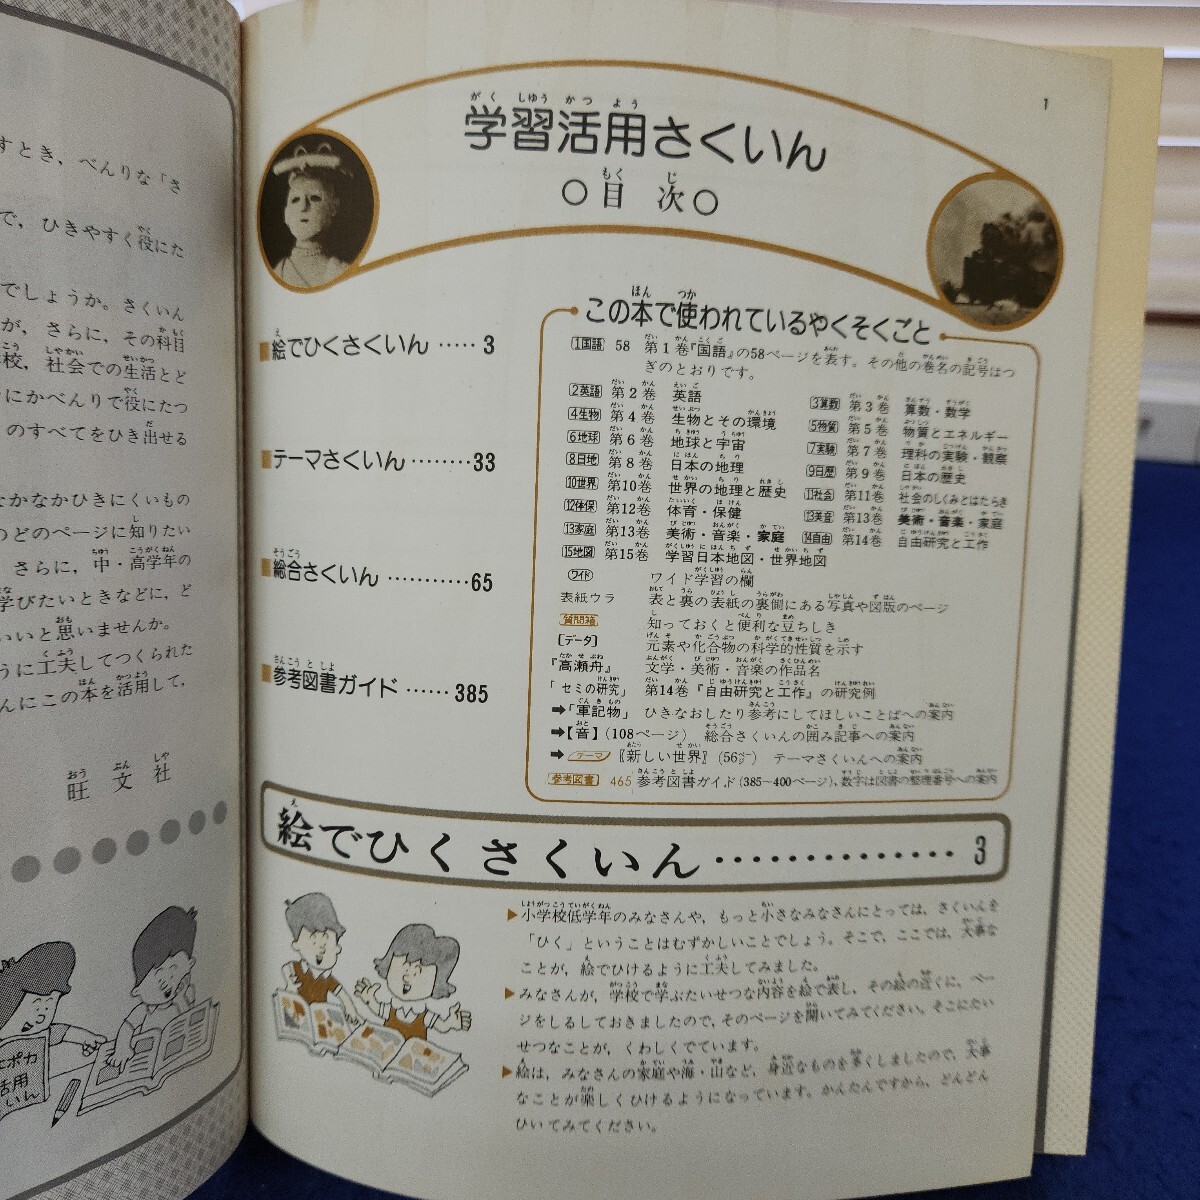 すとき，べんりな「さ
で，ひきやすく役にた
でしょうか。さくいん
が，さらに，その科目
校，社会での生活とど
にかべんりで役にたつ
のすべてをひき出せる
なかなかひきにくいもの
のどのページに知りたい
さらに，中・高学年の
学びたいときなどに，ど
いいと思いませんか。
うに工夫してつくられた
んにこの本を活用して，
旺文社
エポカ
活用
いん
1
学習活用さくいん
○目次○
絵でひくさくいん ····· 3
テーマさくいん ········ 33
総合さくいん ··········· 65
参考図書ガイド ······ 385
この本で使われているやくそくごと
1国語 58 第1巻『国語』の58ページを表す。その他の巻名の記号はつ
ぎのとおりです。
2英語 第2巻 英語 3算数 第3巻 算数・数学
4生物 第4巻 生物とその環境 5物質 第5巻 物質とエネルギー
6地球 第6巻 地球と宇宙 7実験 第7巻 理科の実験・観察
8日地 第8巻 日本の地理 9日歴 第9巻 日本の歴史
10世界 第10巻 世界の地理と歴史 11社会 第11巻 社会のしくみとはたらき
12体保 第12巻 体育・保健 13美音 第13巻 美術・音楽・家庭
13家庭 第13巻 美術・音楽・家庭 14自由 第14巻 自由研究と工作
15地図 第15巻 学習日本地図・世界地図
ワイド ワイド学習の欄
表紙ウラ 表と裏の表紙の裏側にある写真や図版のページ
質問箱 知っておくと便利な豆ちしき
[データ] 元素や化合物の科学的性質を示す
『高瀬舟』 文学・美術・音楽の作品名
「セミの研究」 第14巻『自由研究と工作』の研究例
➡「軍記物」 ひきなおしたり参考にしてほしいことばへの案内
➡【音】(108ページ) 総合さくいんの囲み記事への案内
➡ テーマ 〖新しい世界〗(56ページ) テーマさくいんへの案内
参考図書 465 参考図書ガイド(385〜400ページ)、数字は図書の整理番号への案内
絵でひくさくいん ··············· 3
▶小学校低学年のみなさんや，もっと小さなみなさんにとっては，さくいんを
「ひく」ということはむずかしいことでしょう。そこで，ここでは，大事な
ことが，絵でひけるように工夫してみました。
▶みなさんが，学校で学ぶたいせつな内容を絵で表し，その絵の近くに，ペー
ジをしるしておきましたので，そのページを開いてみてください。そこにたい
せつなことが，くわしくでています。
▶絵は，みなさんの家庭や海・山など，身近なものを多くしましたので，大事
なことが楽しくひけるようになっています。かんたんですから，どんどん
ひいてみてください。